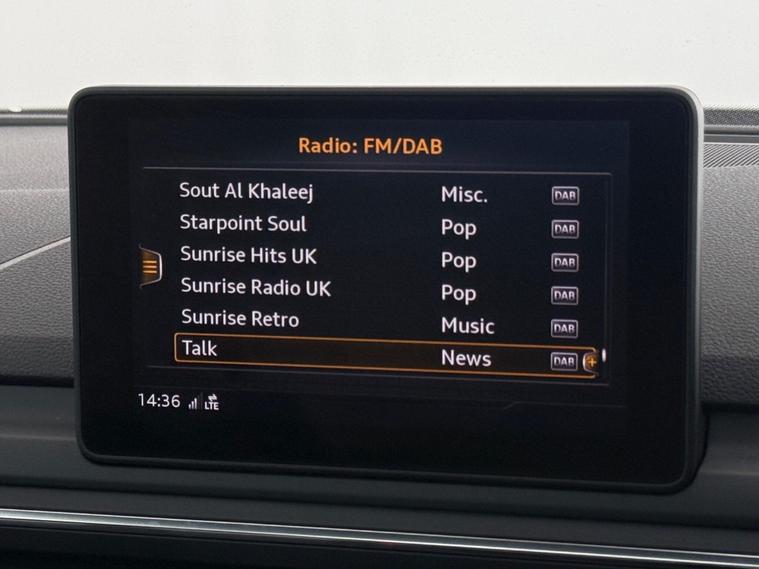 Radio: FM/DAB
Sout Al Khaleej Misc. DAB
Starpoint Soul Pop DAB
Sunrise Hits UK Pop DAB
Sunrise Radio UK Pop DAB
Sunrise Retro Music DAB
Talk News DAB +
14:36 LTE